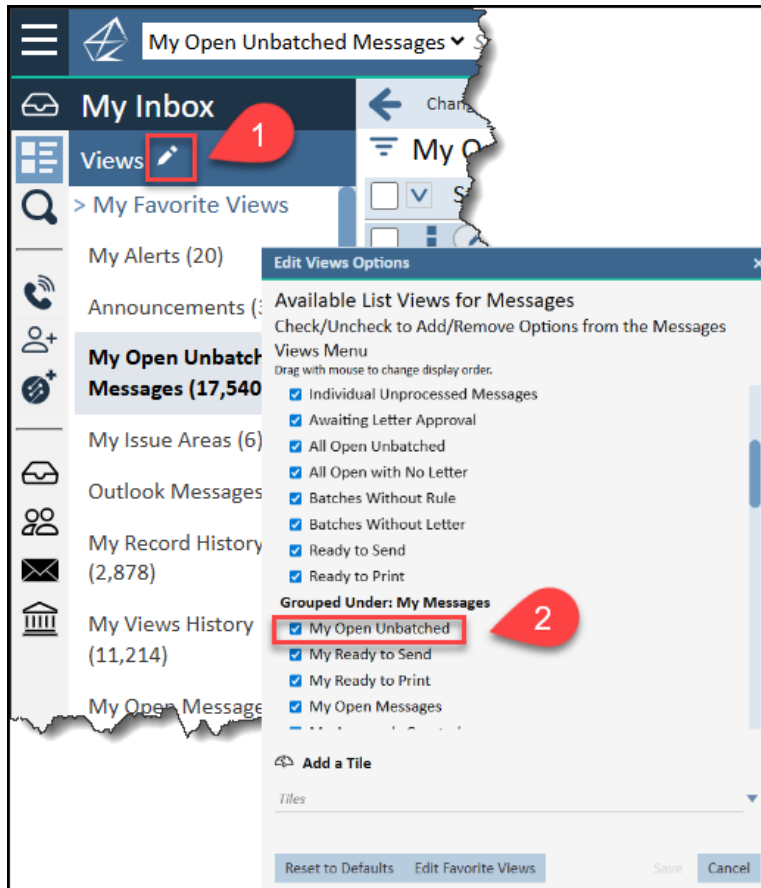 My Open Unbatched Messages
My Inbox
Chan
1
Views
My O
> My Favorite Views
S
My Alerts (20)
Announcements (
My Open Unbatch
Messages (17,540
My Issue Areas (6)
Outlook Messages
My Record History
(2,878)
My Views History
(11,214)
My Open Message
Edit Views Options
Available List Views for Messages
Check/Uncheck to Add/Remove Options from the Messages
Views Menu
Drag with mouse to change display order.
Individual Unprocessed Messages
Awaiting Letter Approval
All Open Unbatched
All Open with No Letter
Batches Without Rule
Batches Without Letter
Ready to Send
Ready to Print
Grouped Under: My Messages
My Open Unbatched
2
My Ready to Send
My Ready to Print
My Open Messages
Add a Tile
Tiles
Reset to Defaults Edit Favorite Views Save Cancel